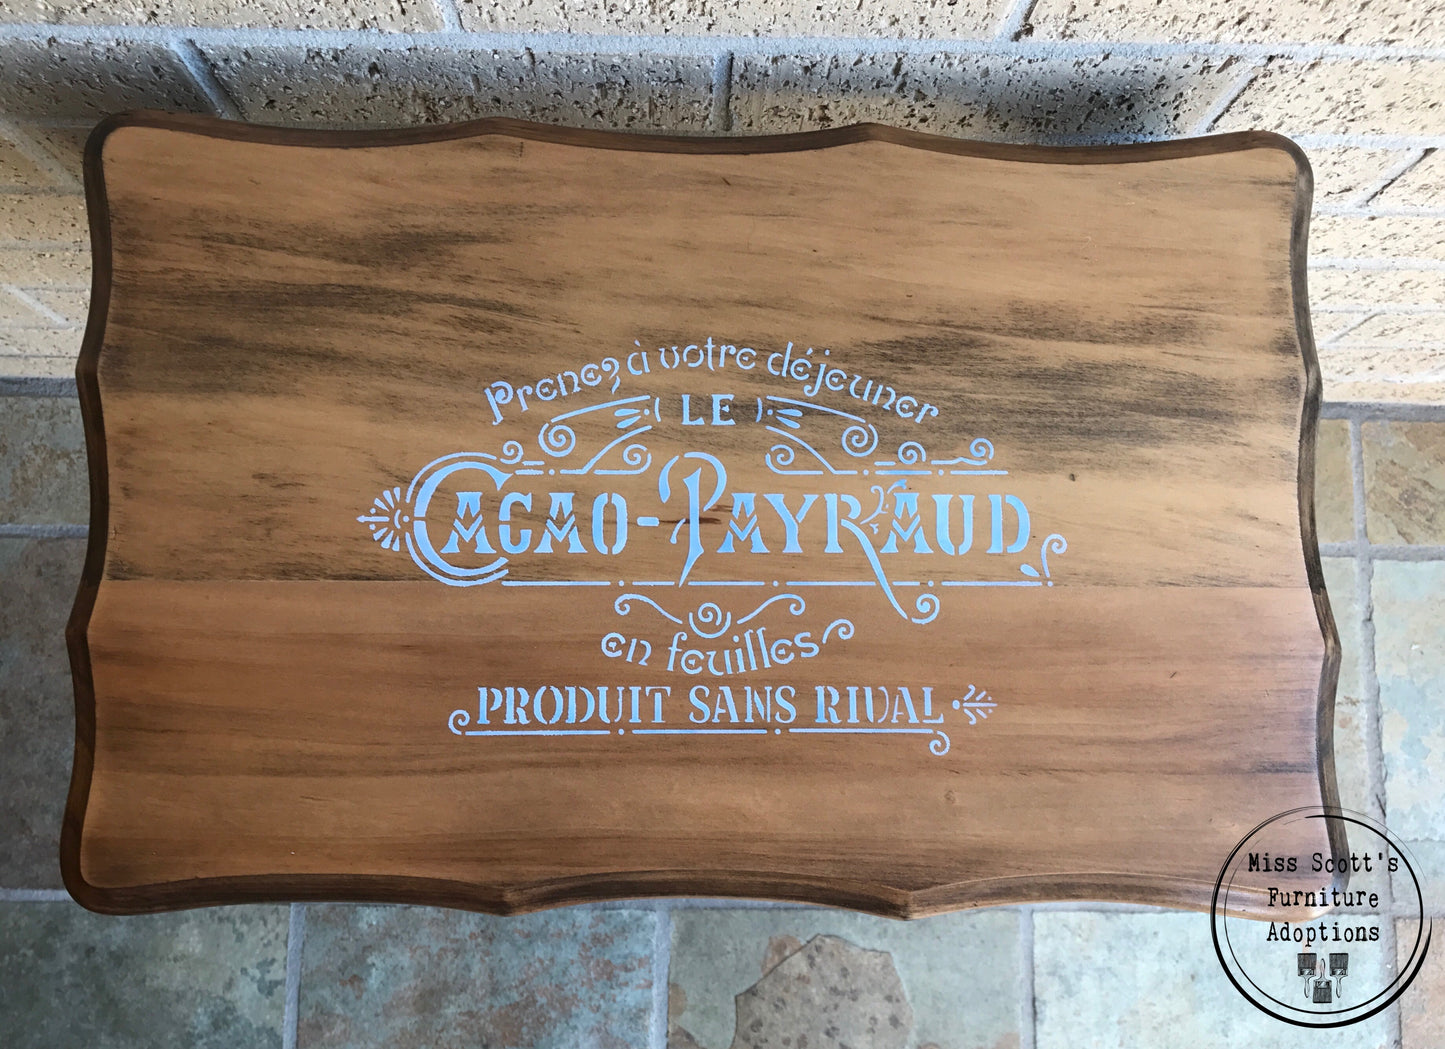 Prenez à votre déjeuner
LE
CACAO-PAYRAUD
en feuilles
PRODUIT SANS RIVAL
Miss Scott's
Furniture
Adoptions